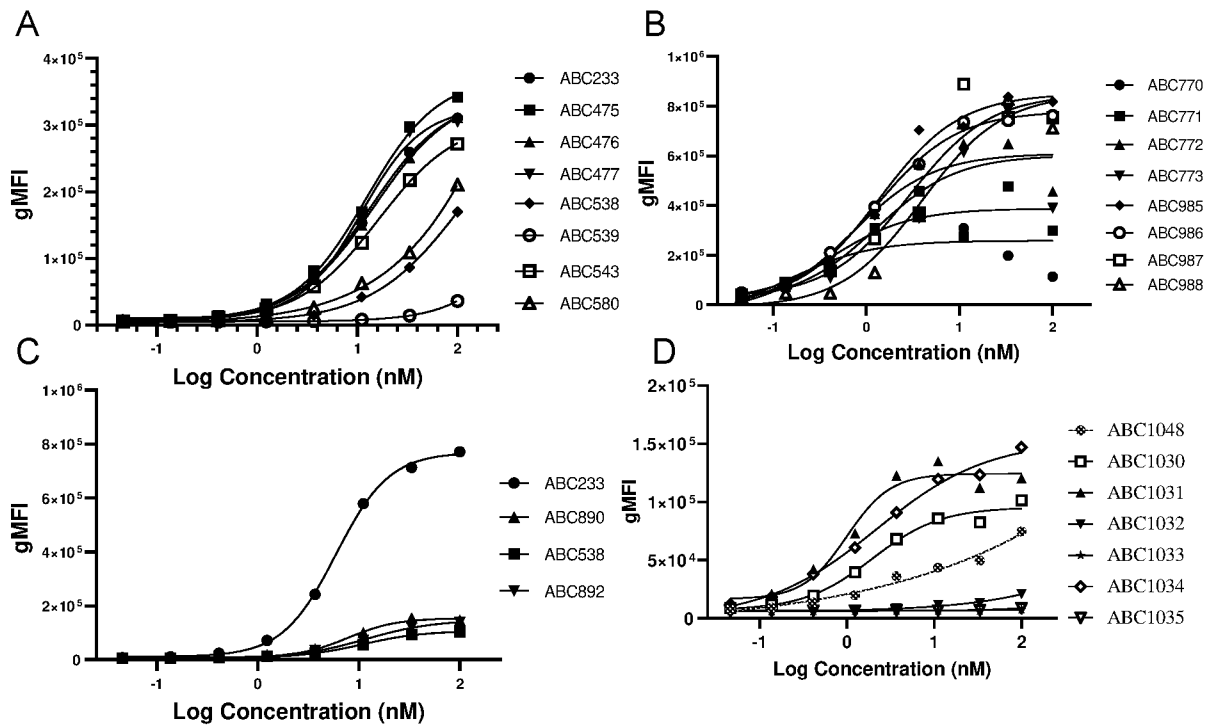 A
4×10⁵
3×10⁵
2×10⁵
1×10⁵
0
gMFI
-1 0 1 2
Log Concentration (nM)
ABC233
ABC475
ABC476
ABC477
ABC538
ABC539
ABC543
ABC580
B
1×10⁶
8×10⁵
6×10⁵
4×10⁵
2×10⁵
0
gMFI
-1 0 1 2
Log Concentration (nM)
ABC770
ABC771
ABC772
ABC773
ABC985
ABC986
ABC987
ABC988
C
1×10⁶
8×10⁵
6×10⁵
4×10⁵
2×10⁵
0
gMFI
-1 0 1 2
Log Concentration (nM)
ABC233
ABC890
ABC538
ABC892
D
2×10⁵
1.5×10⁵
1×10⁵
5×10⁴
0
gMFI
-1 0 1 2
Log Concentration (nM)
ABC1048
ABC1030
ABC1031
ABC1032
ABC1033
ABC1034
ABC1035